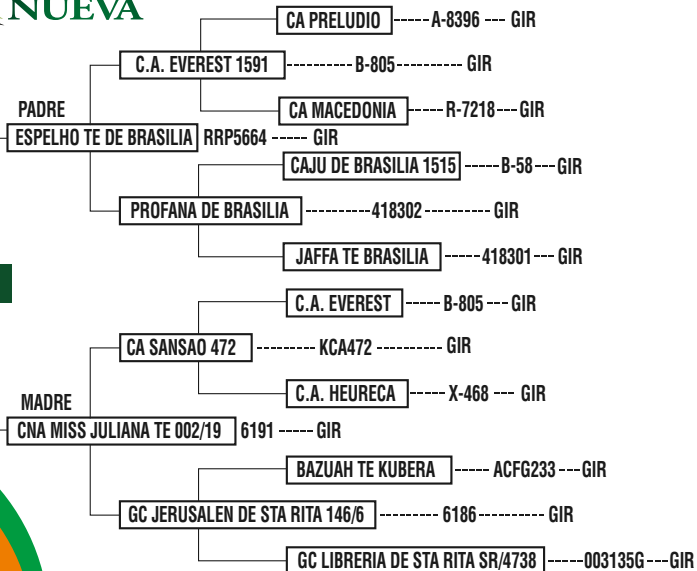 NUEVA
CA PRELUDIO -----A-8396 --- GIR
C.A. EVEREST 1591 ---------- B-805---------- GIR
CA MACEDONIA -----R-7218---GIR
PADRE
ESPELHO TE DE BRASILIA RRP5664 ----- GIR
CAJU DE BRASILIA 1515 -----B-58---GIR
PROFANA DE BRASILIA ----------418302---------- GIR
JAFFA TE BRASILIA -----418301--- GIR
C.A. EVEREST ----- B-805 --- GIR
CA SANSAO 472 --------- KCA472 ---------- GIR
C.A. HEURECA ----- X-468 --- GIR
MADRE
CNA MISS JULIANA TE 002/19 6191 ----- GIR
BAZUAH TE KUBERA ----- ACFG233 ---GIR
GC JERUSALEN DE STA RITA 146/6 --------- 6186---------- GIR
GC LIBRERIA DE STA RITA SR/4738 -----003135G---GIR